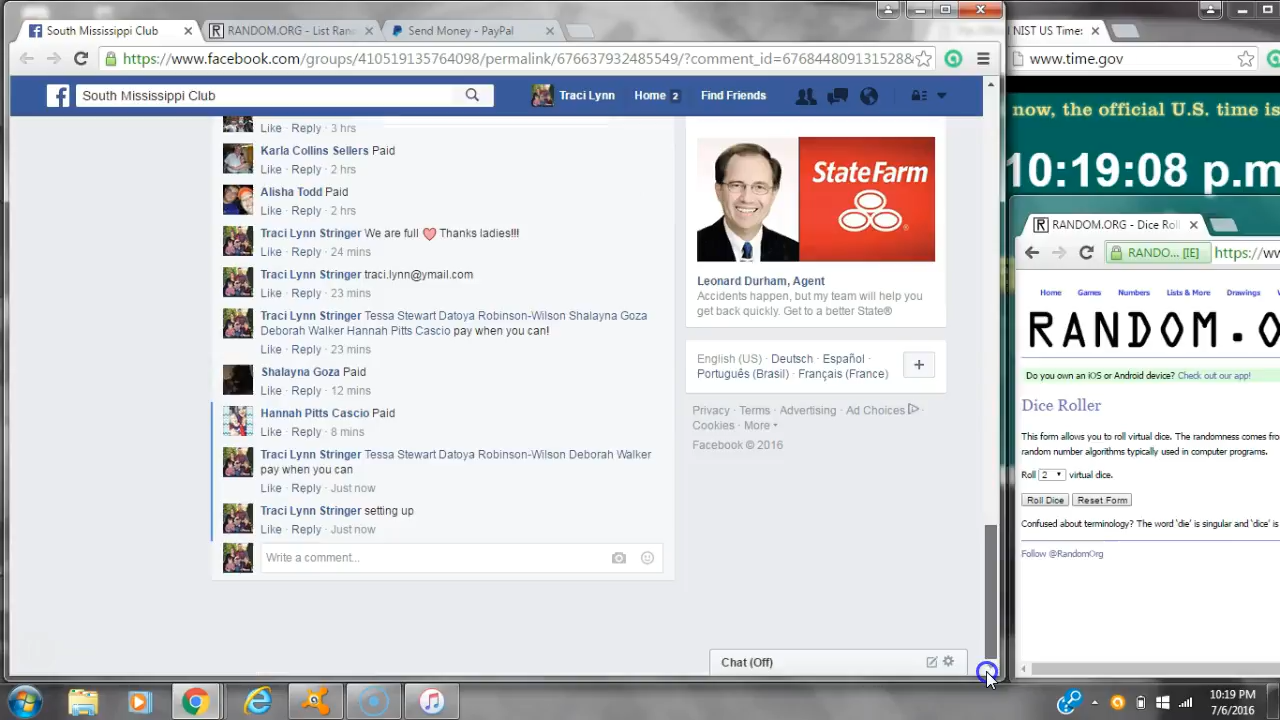 South Mississippi Club
RANDOM.ORG - List Ran
Send Money - PayPal
NIST US Time:
https://www.facebook.com/groups/410519135764098/permalink/676637932485549/?comment_id=676844809131528&
www.time.gov
South Mississippi Club
Traci Lynn
Home 2
Find Friends
now, the official U.S. time is
10:19:08 p.m
Like · Reply · 3 hrs
Karla Collins Sellers Paid
Like · Reply · 2 hrs
Alisha Todd Paid
Like · Reply · 2 hrs
Traci Lynn Stringer We are full Thanks ladies!!!
Like · Reply · 24 mins
Traci Lynn Stringer traci.lynn@ymail.com
Like · Reply · 23 mins
Traci Lynn Stringer Tessa Stewart Datoya Robinson-Wilson Shalayna Goza
Deborah Walker Hannah Pitts Cascio pay when you can!
Like · Reply · 23 mins
Shalayna Goza Paid
Like · Reply · 12 mins
Hannah Pitts Cascio Paid
Like · Reply · 8 mins
Traci Lynn Stringer Tessa Stewart Datoya Robinson-Wilson Deborah Walker
pay when you can
Like · Reply · Just now
Traci Lynn Stringer setting up
Like · Reply · Just now
Write a comment...
StateFarm
Leonard Durham, Agent
Accidents happen, but my team will help you
get back quickly. Get to a better State®
English (US) · Deutsch · Español ·
Português (Brasil) · Français (France)
Privacy · Terms · Advertising · Ad Choices ·
Cookies · More
Facebook © 2016
Chat (Off)
RANDOM.ORG - Dice Roll
RANDO... [IE]
https://ww
Home
Games
Numbers
Lists & More
Drawings
RANDOM.O
Do you own an iOS or Android device? Check out our app!
Dice Roller
This form allows you to roll virtual dice. The randomness comes fro
random number algorithms typically used in computer programs.
Roll 2 virtual dice.
Roll Dice
Reset Form
Confused about terminology? The word 'die' is singular and 'dice' is
Follow @RandomOrg
10:19 PM
7/6/2016